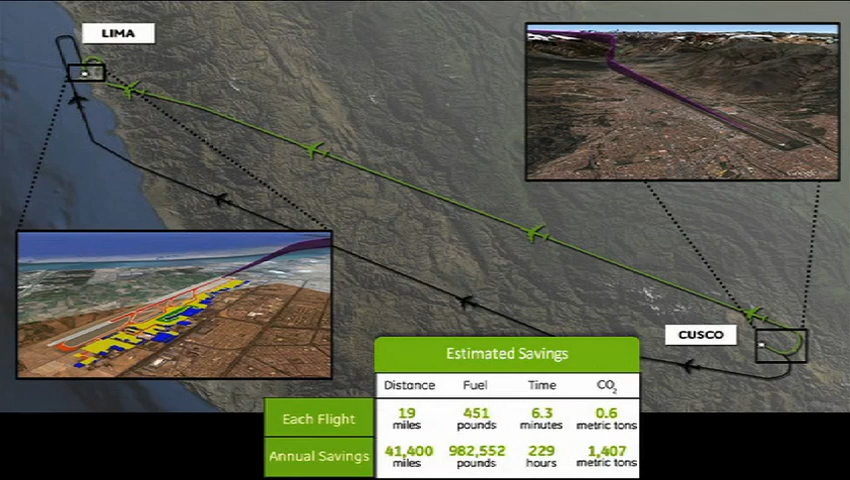 LIMA
CUSCO
Estimated Savings
Distance Fuel Time CO2
Each Flight 19 miles 451 pounds 6.3 minutes 0.6 metric tons
Annual Savings 41,400 miles 982,552 pounds 229 hours 1,407 metric tons